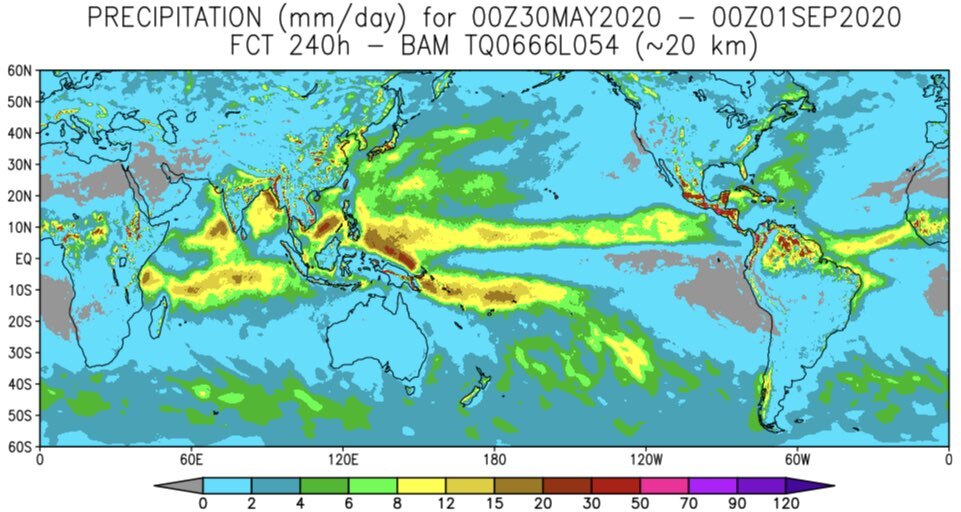 PRECIPITATION (mm/day) for 00Z30MAY2020 – 00Z01SEP2020
FCT 240h – BAM TQ0666L054 (~20 km)
60N
50N
40N
30N
20N
10N
EQ
10S
20S
30S
40S
50S
60S
0 60E 120E 180 120W 60W 0
0 2 4 6 8 12 15 20 30 50 70 90 120